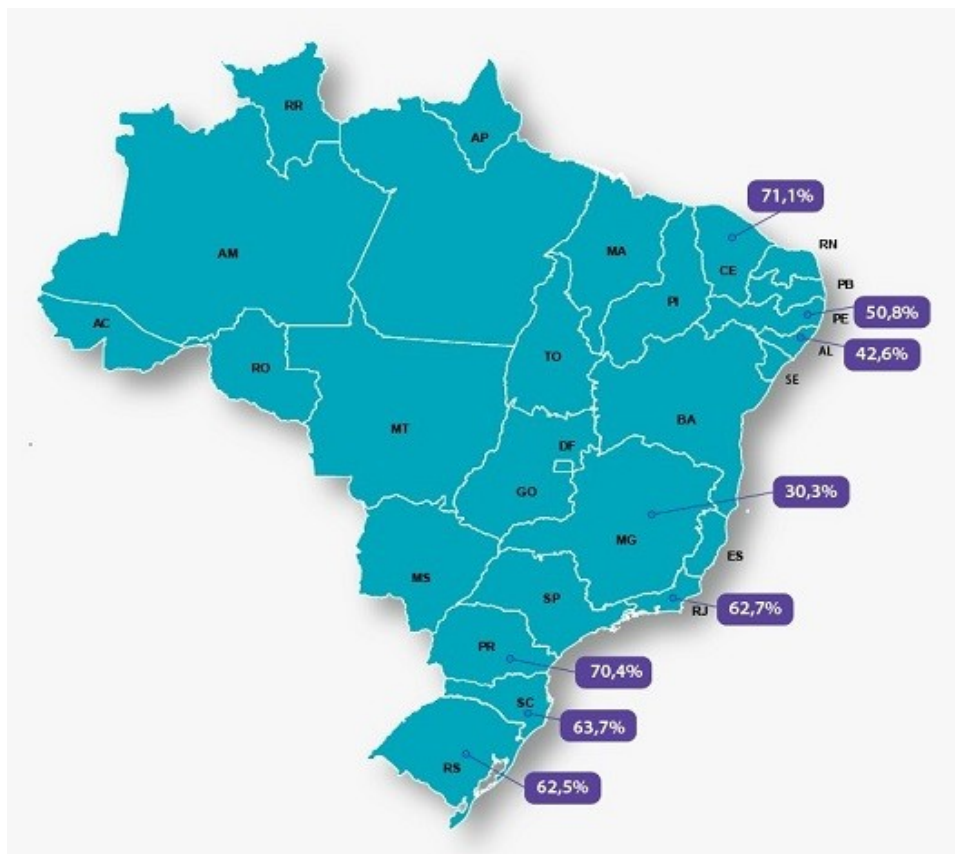 RR
AP
71,1%
RN
AM
MA
CE
PB
PI
50,8%
PE
AC
42,6%
AL
TO
RO
SE
BA
MT
DF
GO
30,3%
MG
ES
MS
SP
62,7%
RJ
PR
70,4%
SC
63,7%
RS
62,5%